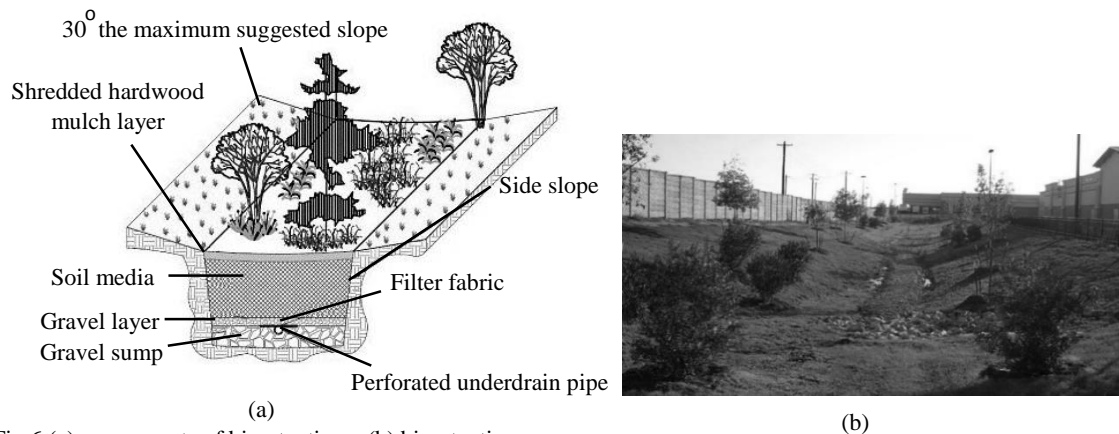 30° the maximum suggested slope
Shredded hardwood
mulch layer
Side slope
Soil media
Filter fabric
Gravel layer
Gravel sump
Perforated underdrain pipe
(a)
(b)